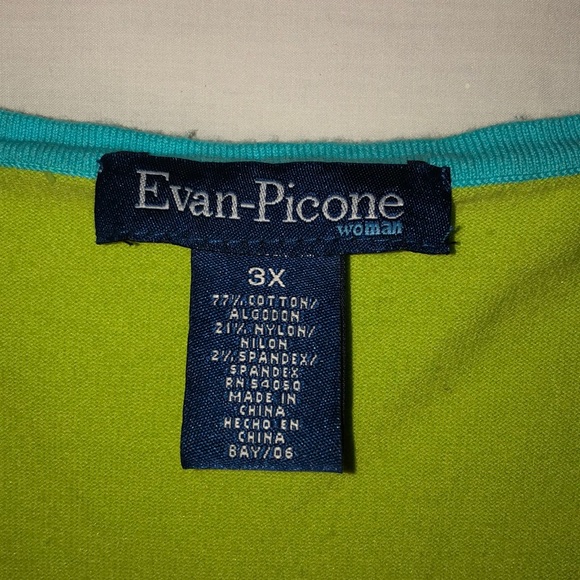 Evan-Picone
woman
3X
77% COTTON/
ALGODON
21% NYLON/
NILON
2% SPANDEX/
SPANDEX
RN 54050
MADE IN
CHINA
HECHO EN
CHINA
BAY/06